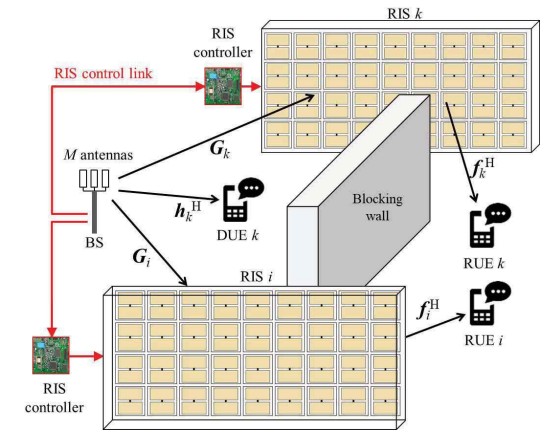 RIS k
RIS
controller
RIS control link
G_k
M antennas
f_k^H
Blocking
wall
h_k^H
DUE k
BS
G_i
RUE k
RIS i
f_i^H
RUE i
RIS
controller